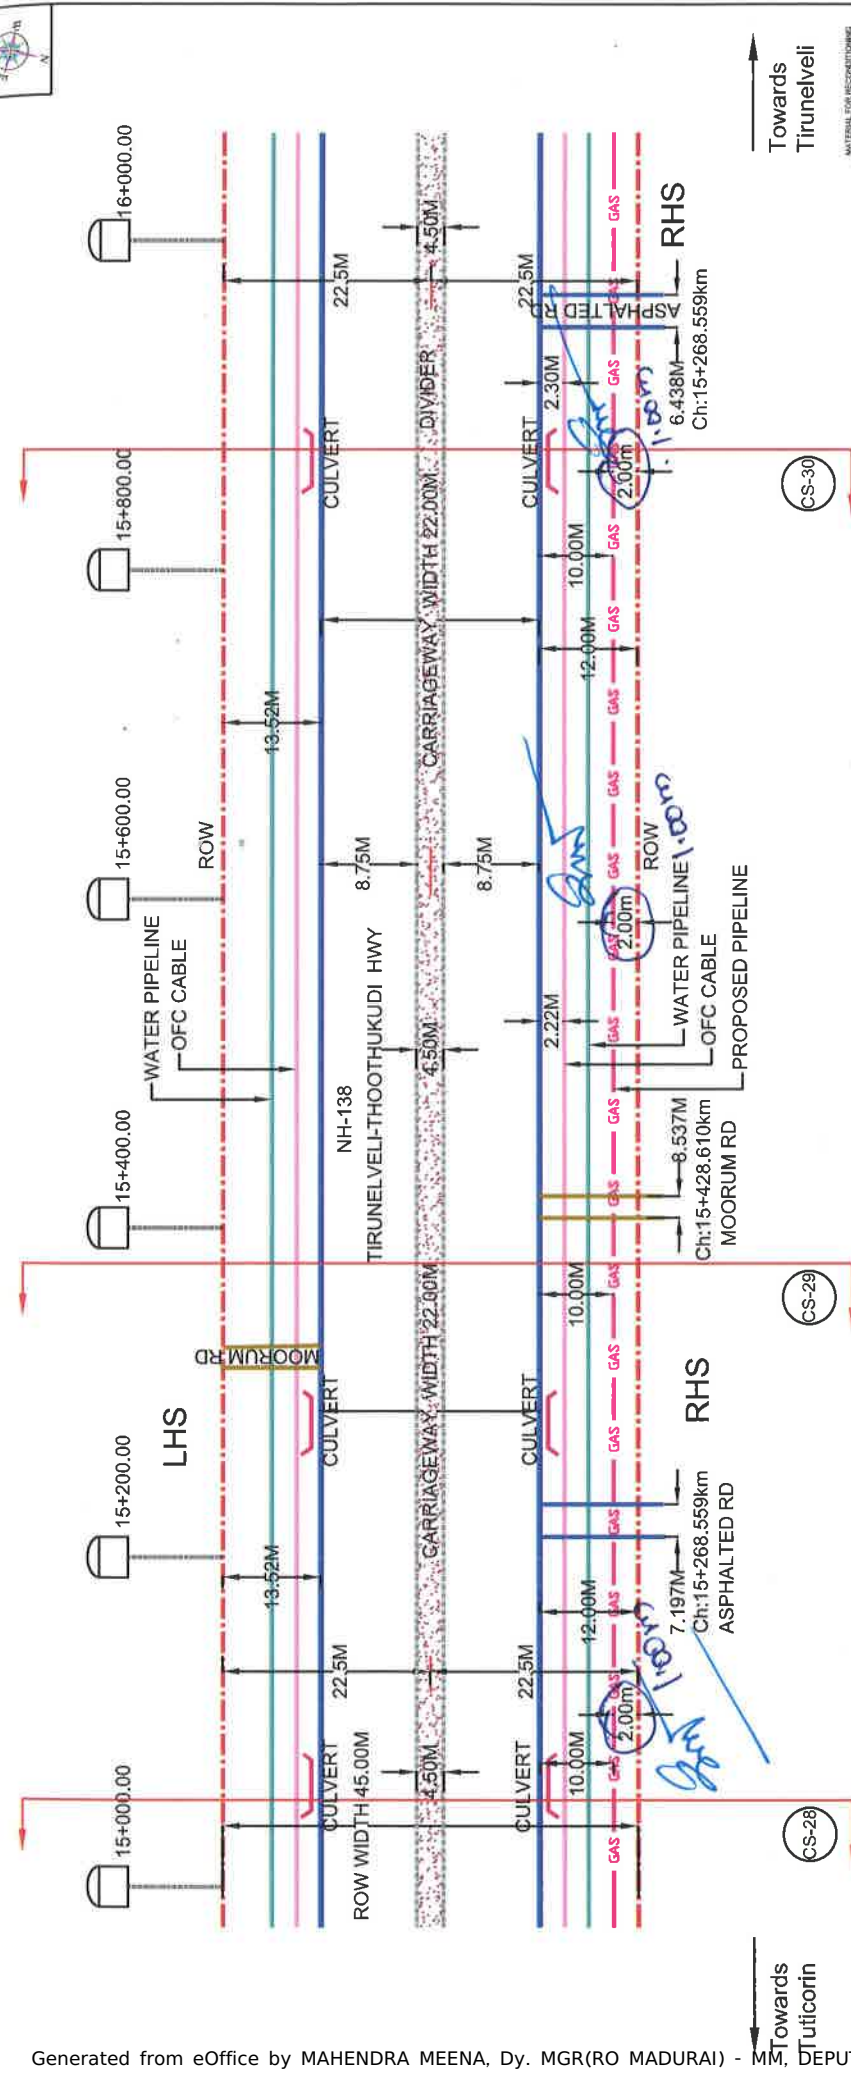 16+000.00
15+800.00
15+600.00
15+400.00
15+200.00
15+000.00
N
E
Towards
Tirunelveli
MATERIAL FOR RECONDITIONING
RHS
22.5M
4.50M
22.5M
ASPHALTED RD
6.438M
Ch:15+268.559km
DIVIDER
2.30M
GAS
1.00m
CULVERT
CULVERT
2.00m
CS-30
CARRIAGEWAY WIDTH 22.00M
10.00M
12.00M
13.52M
ROW
8.75M
8.75M
ROW
1.00m
2.00m
WATER PIPELINE
OFC CABLE
WATER PIPELINE
OFC CABLE
PROPOSED PIPELINE
NH-138
TIRUNELVELI-THOOTHUKUDI HWY
4.50M
2.22M
8.537M
Ch:15+428.610km
MOORUM RD
10.00M
CS-29
MOORUM RD
LHS
CARRIAGEWAY WIDTH 22.00M
CULVERT
CULVERT
RHS
7.197M
Ch:15+268.559km
ASPHALTED RD
13.52M
12.00M
22.5M
22.5M
1.00m
2.00m
CULVERT
CULVERT
ROW WIDTH 45.00M
4.50M
10.00M
CS-28
GAS
Towards
Tuticorin
Generated from eOffice by MAHENDRA MEENA, Dy. MGR(RO MADURAI) - MM, DEPUT